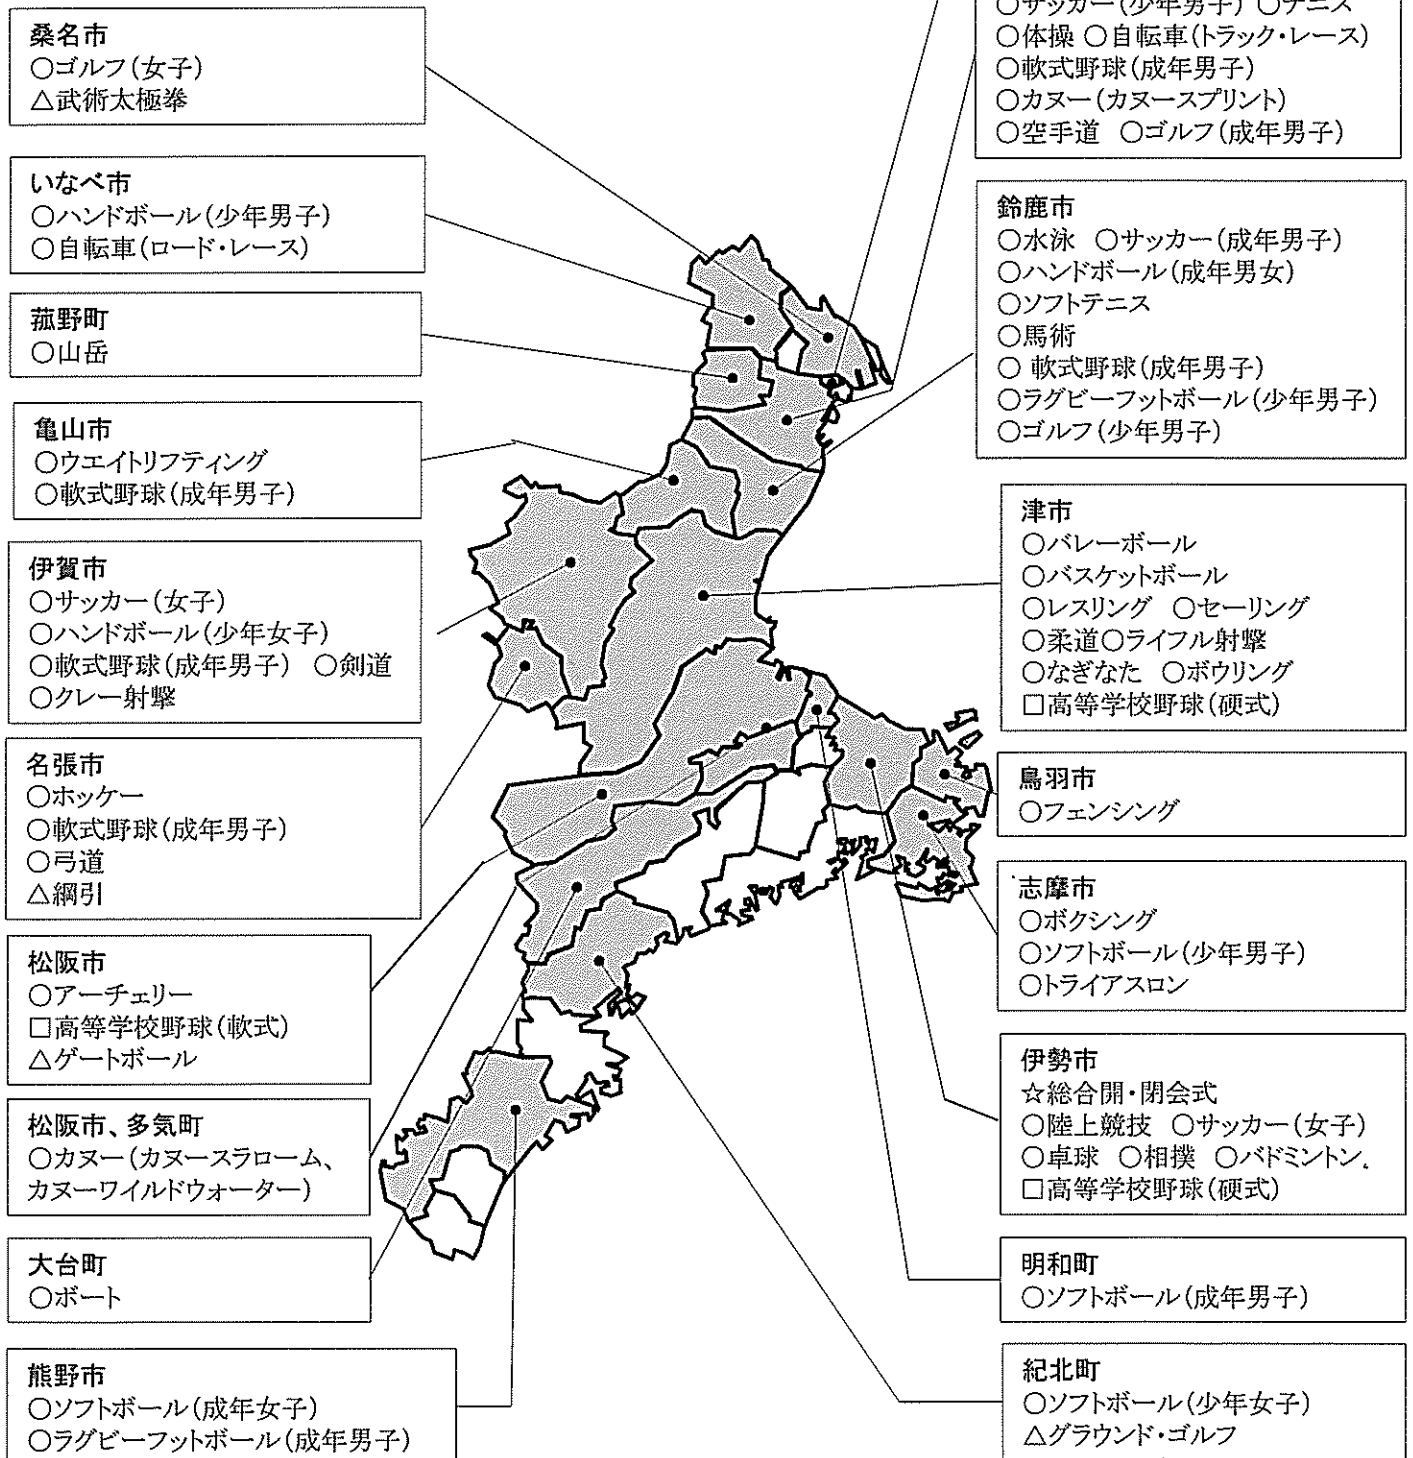 桑名市
○ゴルフ(女子)
△武術太極拳
いなべ市
○ハンドボール(少年男子)
○自転車(ロード・レース)
菰野町
○山岳
亀山市
○ウエイトリフティング
○軟式野球(成年男子)
伊賀市
○サッカー(女子)
○ハンドボール(少年女子)
○軟式野球(成年男子) ○剣道
○クレー射撃
名張市
○ホッケー
○軟式野球(成年男子)
○弓道
△綱引
松阪市
○アーチェリー
□高等学校野球(軟式)
△ゲートボール
松阪市、多気町
○カヌー(カヌースラローム、
カヌーワイルドウォーター)
大台町
○ボート
熊野市
○ソフトボール(成年女子)
○ラグビーフットボール(成年男子)
○サッカー(少年男子) ○テニス
○体操 ○自転車(トラック・レース)
○軟式野球(成年男子)
○カヌー(カヌースプリント)
○空手道 ○ゴルフ(成年男子)
鈴鹿市
○水泳 ○サッカー(成年男子)
○ハンドボール(成年男女)
○ソフトテニス
○馬術
○ 軟式野球(成年男子)
○ラグビーフットボール(少年男子)
○ゴルフ(少年男子)
津市
○バレーボール
○バスケットボール
○レスリング ○セーリング
○柔道○ライフル射撃
○なぎなた ○ボウリング
□高等学校野球(硬式)
鳥羽市
○フェンシング
志摩市
○ボクシング
○ソフトボール(少年男子)
○トライアスロン
伊勢市
☆総合開・閉会式
○陸上競技 ○サッカー(女子)
○卓球 ○相撲 ○バドミントン
□高等学校野球(硬式)
明和町
○ソフトボール(成年男子)
紀北町
○ソフトボール(少年女子)
△グラウンド・ゴルフ